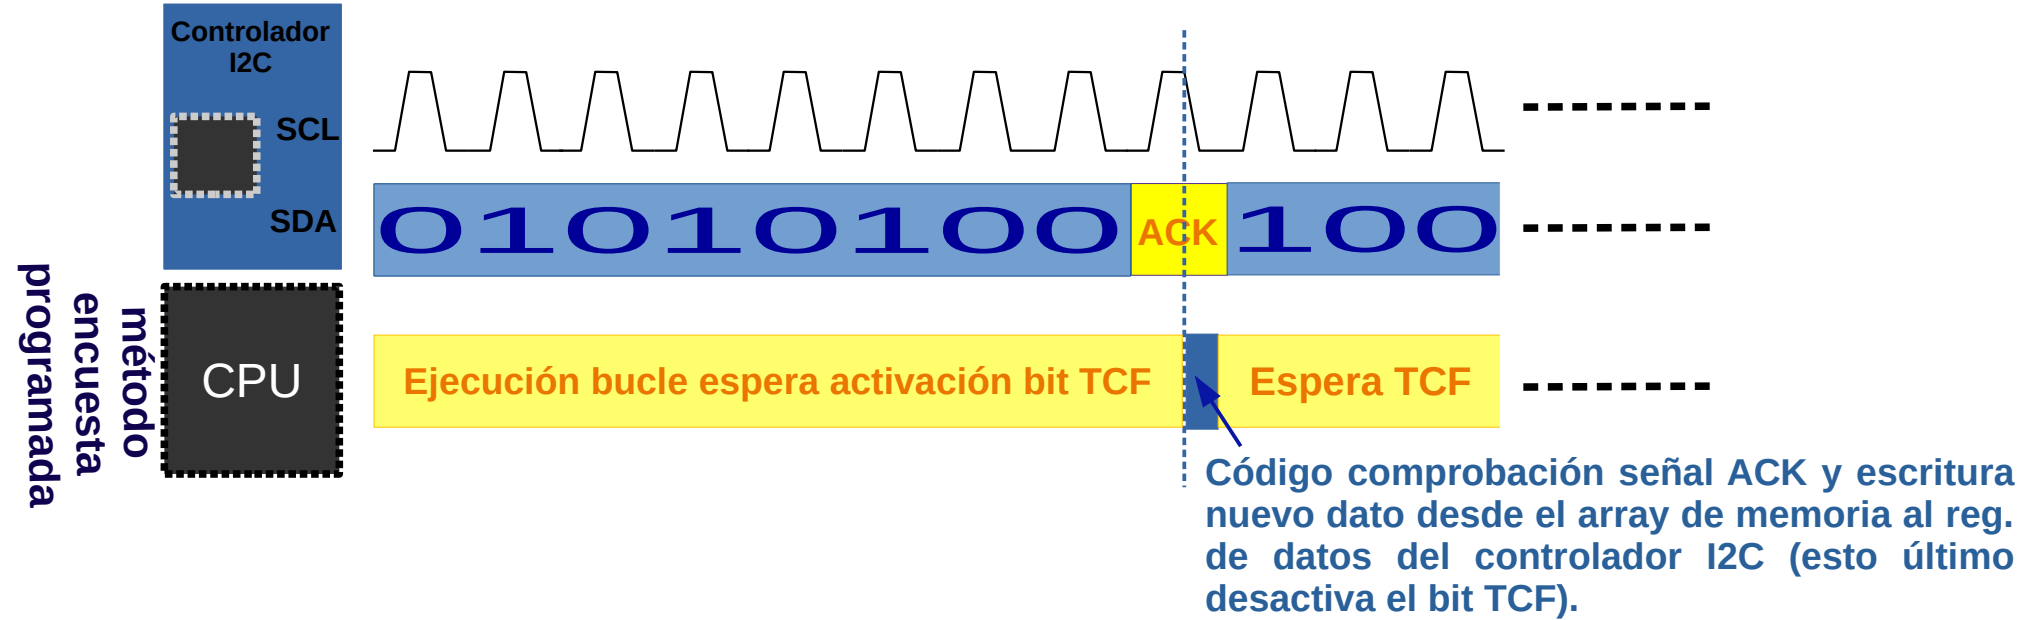 Controlador
I2C
SCL
SDA
01010100
ACK
100
método
encuesta
programada
CPU
Ejecución bucle espera activación bit TCF
Espera TCF
Código comprobación señal ACK y escritura
nuevo dato desde el array de memoria al reg.
de datos del controlador I2C (esto último
desactiva el bit TCF).